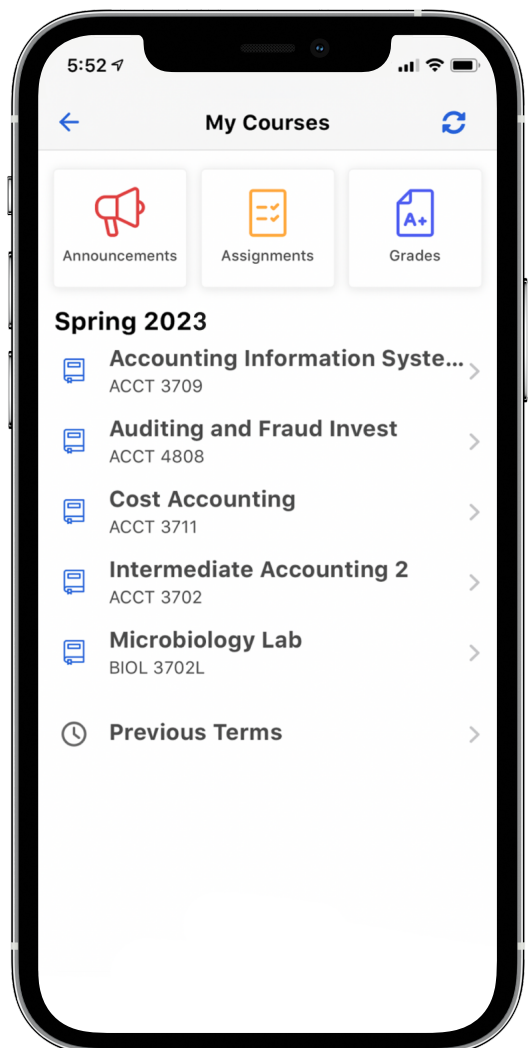 5:52
My Courses
Announcements
Assignments
A+
Grades
Spring 2023
Accounting Information Syste...
ACCT 3709
Auditing and Fraud Invest
ACCT 4808
Cost Accounting
ACCT 3711
Intermediate Accounting 2
ACCT 3702
Microbiology Lab
BIOL 3702L
Previous Terms